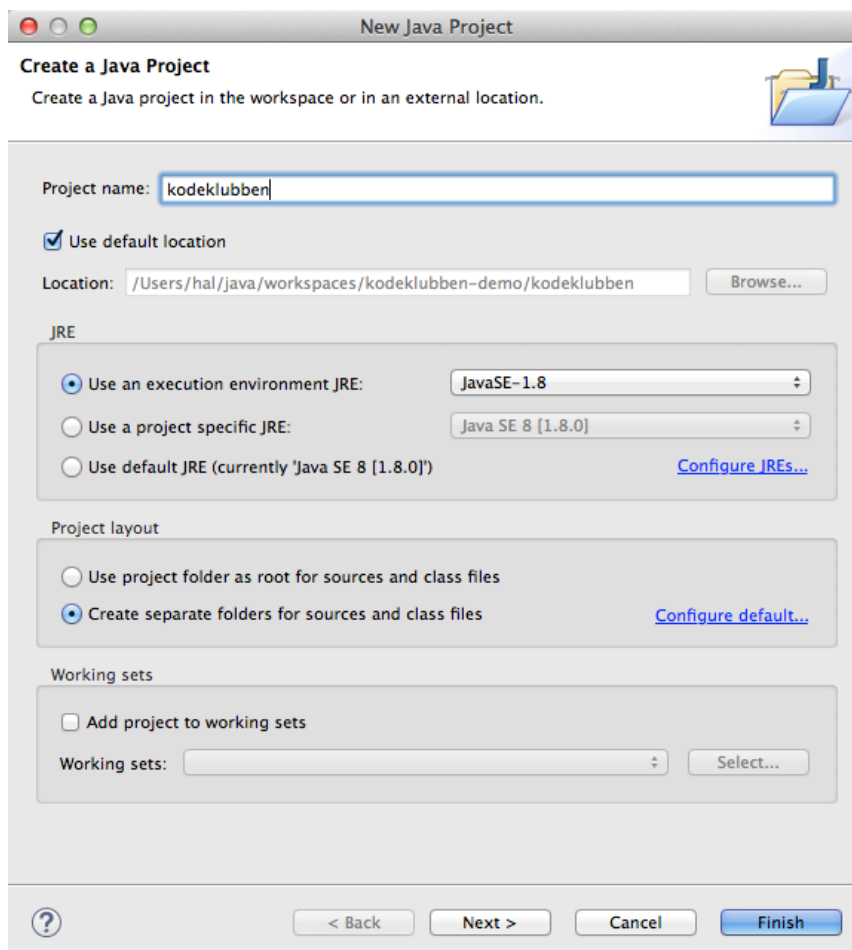 New Java Project
Create a Java Project
Create a Java project in the workspace or in an external location.
Project name: kodeklubben
Use default location
Location: /Users/hal/java/workspaces/kodeklubben-demo/kodeklubben Browse...
JRE
Use an execution environment JRE: JavaSE-1.8
Use a project specific JRE: Java SE 8 [1.8.0]
Use default JRE (currently 'Java SE 8 [1.8.0]') Configure JREs...
Project layout
Use project folder as root for sources and class files
Create separate folders for sources and class files Configure default...
Working sets
Add project to working sets
Working sets: Select...
? < Back Next > Cancel Finish